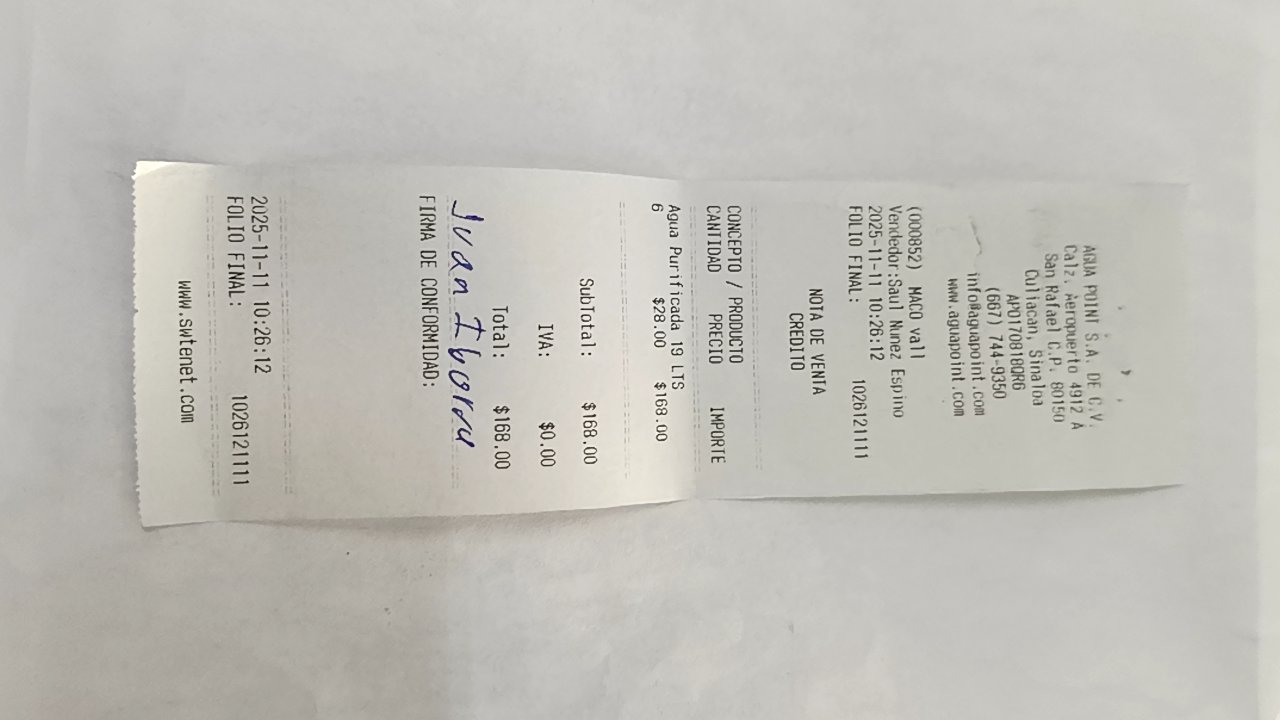 AGUA POINT S.A. DE C.V.
Calz. Aeropuerto 4912 A
San Rafael C.P. 80150
Culiacan, Sinaloa
APO170818QR6
(667) 744-9350
info@aguapoint.com
www.aguapoint.com
(000852) MACO vall
Vendedor:Saul Nunez Espino
2025-11-11 10:26:12
FOLIO FINAL: 1026121111
NOTA DE VENTA
CREDITO
CONCEPTO / PRODUCTO
CANTIDAD PRECIO IMPORTE
Agua Purificada 19 LTS
6 $28.00 $168.00
SubTotal: $168.00
IVA: $0.00
Total: $168.00
Juan Iborra
FIRMA DE CONFORMIDAD:
2025-11-11 10:26:12
FOLIO FINAL: 1026121111
www.swtenet.com